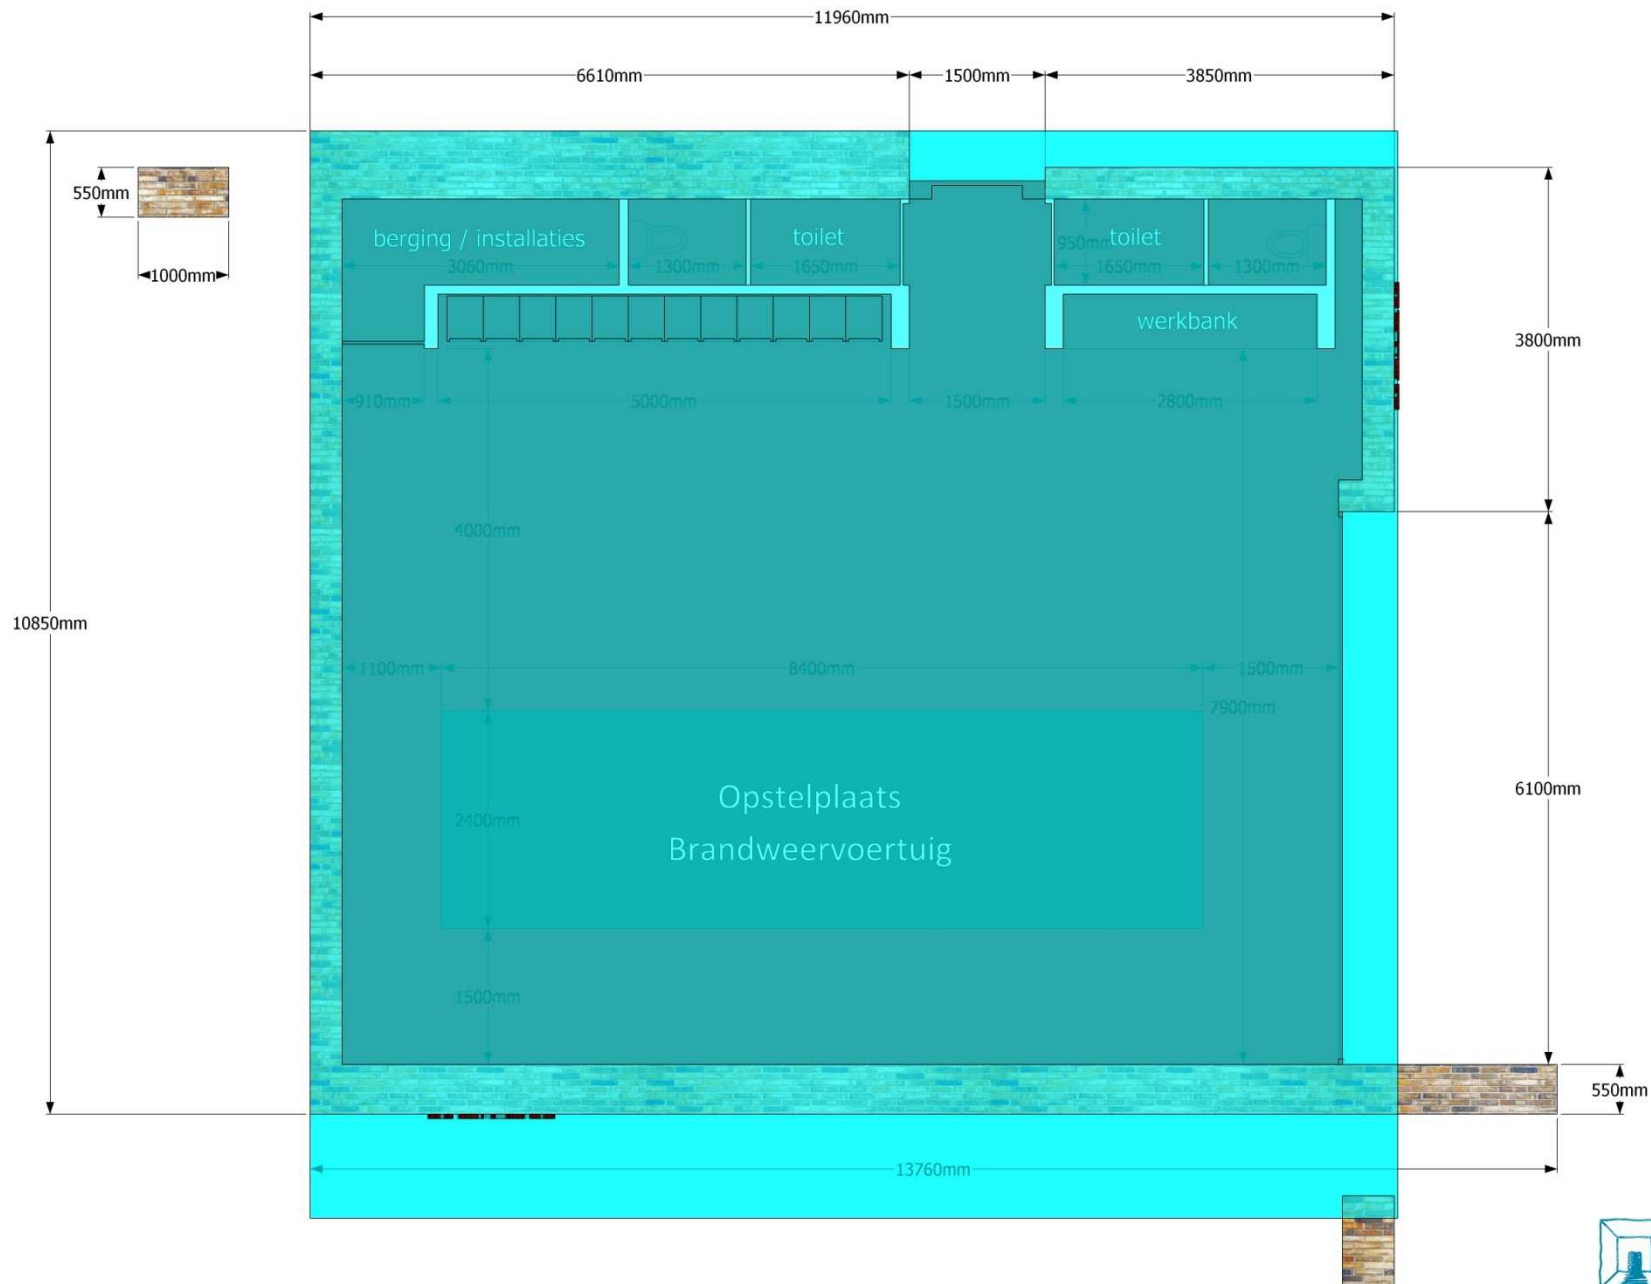 11960mm
6610mm
1500mm
3850mm
550mm
1000mm
berging / installaties
toilet
950mm
toilet
3060mm
1300mm
1650mm
1650mm
1300mm
werkbank
3800mm
910mm
5000mm
1500mm
2800mm
4000mm
10850mm
1100mm
8400mm
1500mm
7900mm
6100mm
Opstelplaats
2400mm
Brandweervoertuig
1500mm
550mm
13760mm